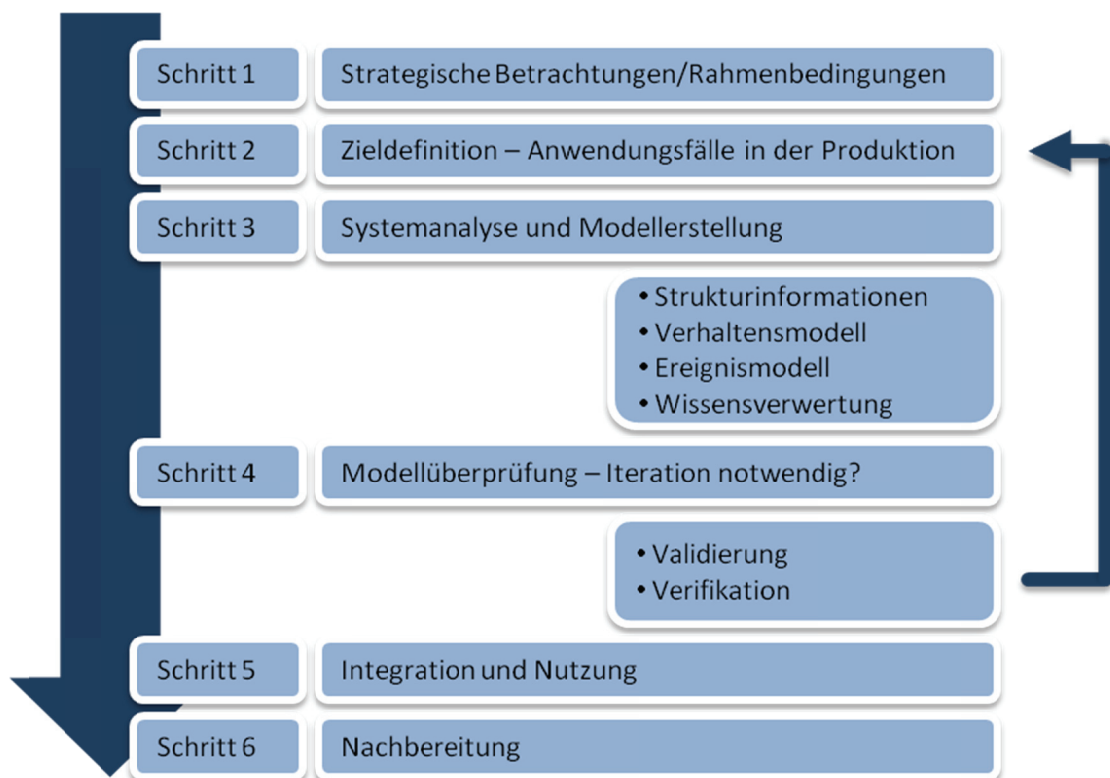 Schritt 1 Strategische Betrachtungen/Rahmenbedingungen
Schritt 2 Zieldefinition – Anwendungsfälle in der Produktion
Schritt 3 Systemanalyse und Modellerstellung
• Strukturinformationen
• Verhaltensmodell
• Ereignismodell
• Wissensverwertung
Schritt 4 Modellüberprüfung – Iteration notwendig?
• Validierung
• Verifikation
Schritt 5 Integration und Nutzung
Schritt 6 Nachbereitung